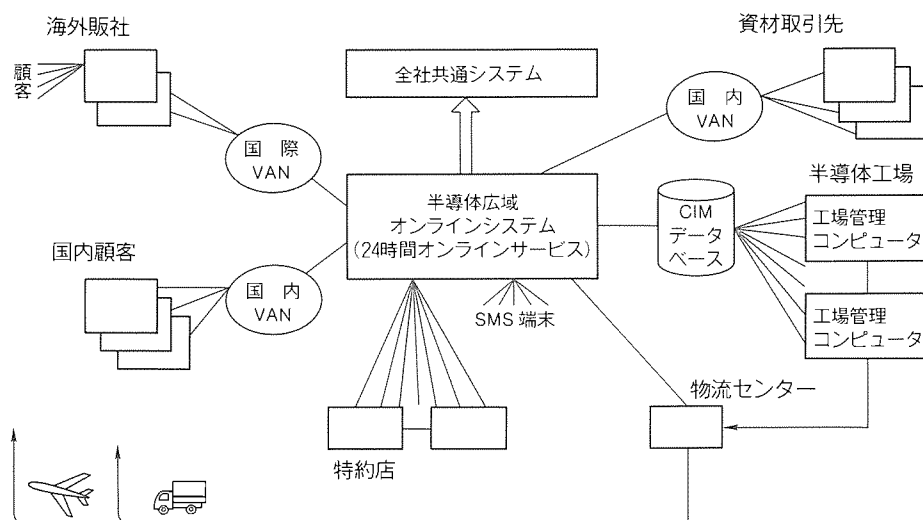 海外販社
顧客
国 際
VAN
全社共通システム
資材取引先
国 内
VAN
半導体広域
オンラインシステム
(24時間オンラインサービス)
CIM
データ
ベース
半導体工場
工場管理
コンピュータ
工場管理
コンピュータ
国内顧客
国 内
VAN
SMS 端末
特約店
物流センター